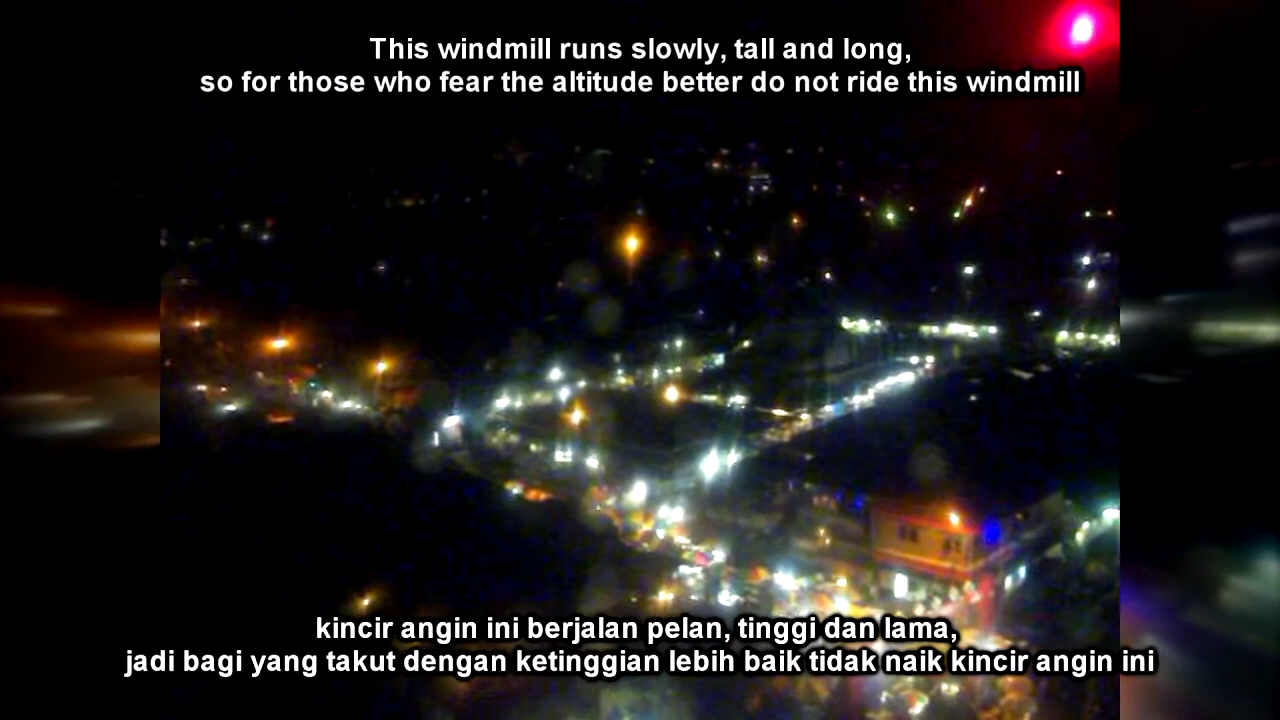 This windmill runs slowly, tall and long,
so for those who fear the altitude better do not ride this windmill
kincir angin ini berjalan pelan, tinggi dan lama,
jadi bagi yang takut dengan ketinggian lebih baik tidak naik kincir angin ini